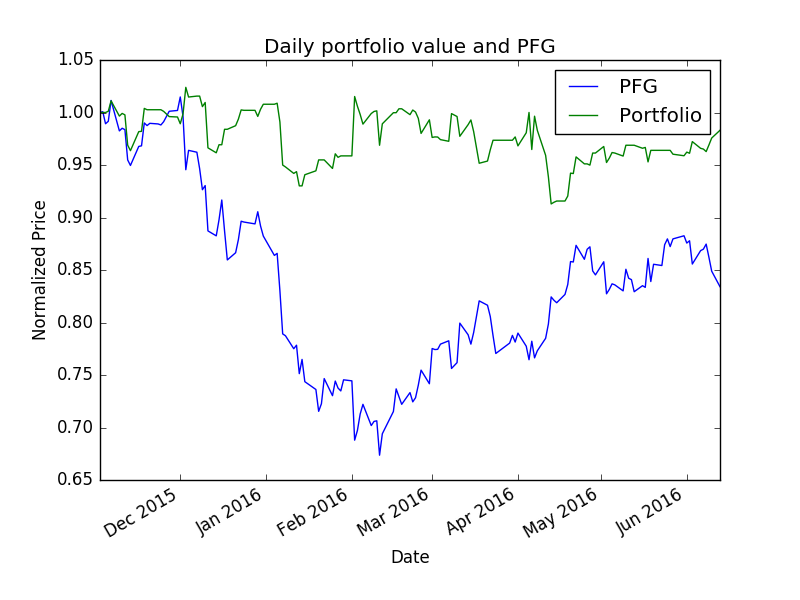 Daily portfolio value and PFG
1.05
1.00
0.95
0.90
0.85
0.80
0.75
0.70
0.65
Normalized Price
PFG
Portfolio
Dec 2015
Jan 2016
Feb 2016
Mar 2016
Apr 2016
May 2016
Jun 2016
Date